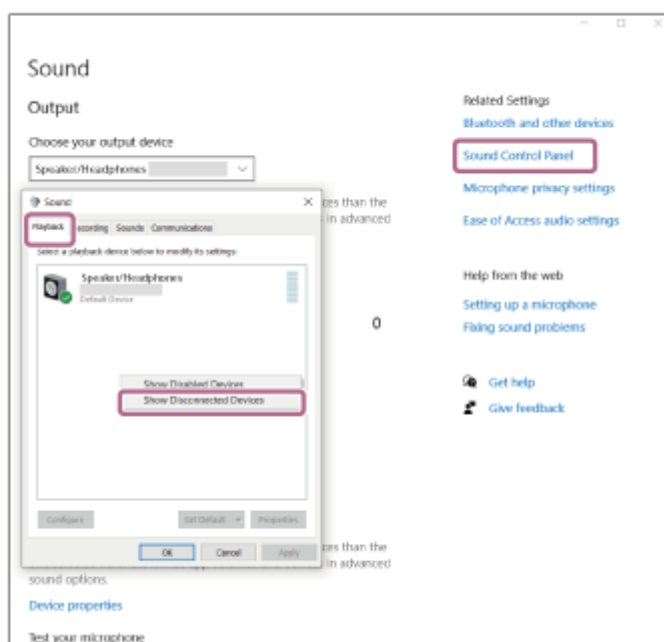 Sound
Output
Choose your output device
Speaker/Headphones
Sound
Playback
Recording
Sounds
Communications
Select a playback device below to modify its settings:
Speaker/Headphones
Default Device
Show Disabled Devices
Show Disconnected Devices
Configure
Set Default
Properties
OK
Cancel
Apply
ces than the
in advanced
0
ces than the
in advanced
sound options.
Device properties
Test your microphone
Related Settings
Bluetooth and other devices
Sound Control Panel
Microphone privacy settings
Ease of Access audio settings
Help from the web
Setting up a microphone
Fixing sound problems
Get help
Give feedback